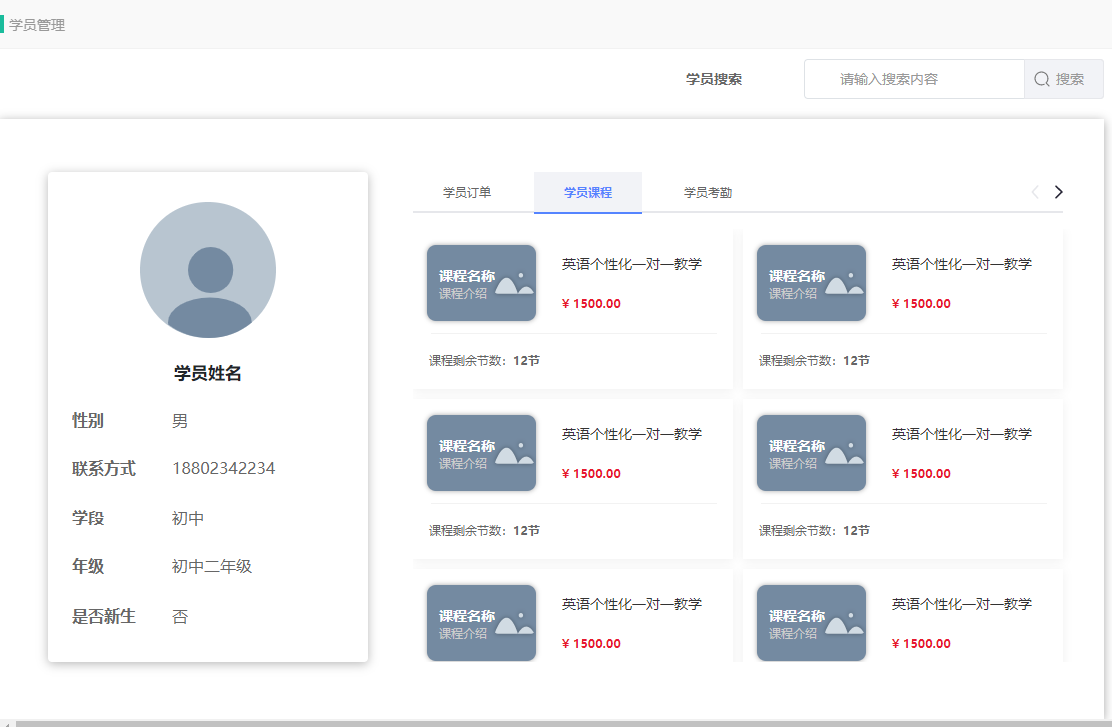 学员管理
学员搜索
请输入搜索内容
搜索
学员姓名
性别 男
联系方式 18802342234
学段 初中
年级 初中二年级
是否新生 否
学员订单 学员课程 学员考勤
课程名称
课程介绍
英语个性化一对一教学
¥ 1500.00
课程剩余节数：12节
课程名称
课程介绍
英语个性化一对一教学
¥ 1500.00
课程剩余节数：12节
课程名称
课程介绍
英语个性化一对一教学
¥ 1500.00
课程剩余节数：12节
课程名称
课程介绍
英语个性化一对一教学
¥ 1500.00
课程剩余节数：12节
课程名称
课程介绍
英语个性化一对一教学
¥ 1500.00
课程名称
课程介绍
英语个性化一对一教学
¥ 1500.00